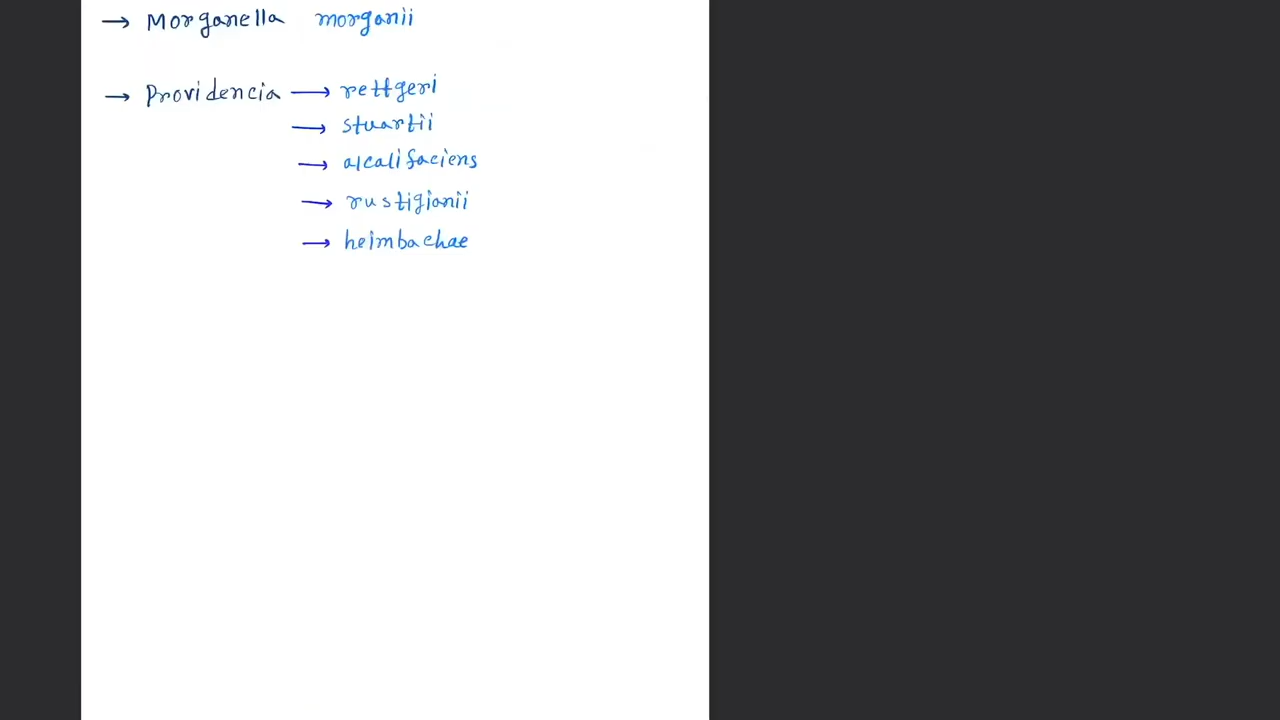 → Morganella morganii
→ Providencia → rettgeri
→ stuartii
→ alcalifaciens
→ rustigianii
→ heimbachae